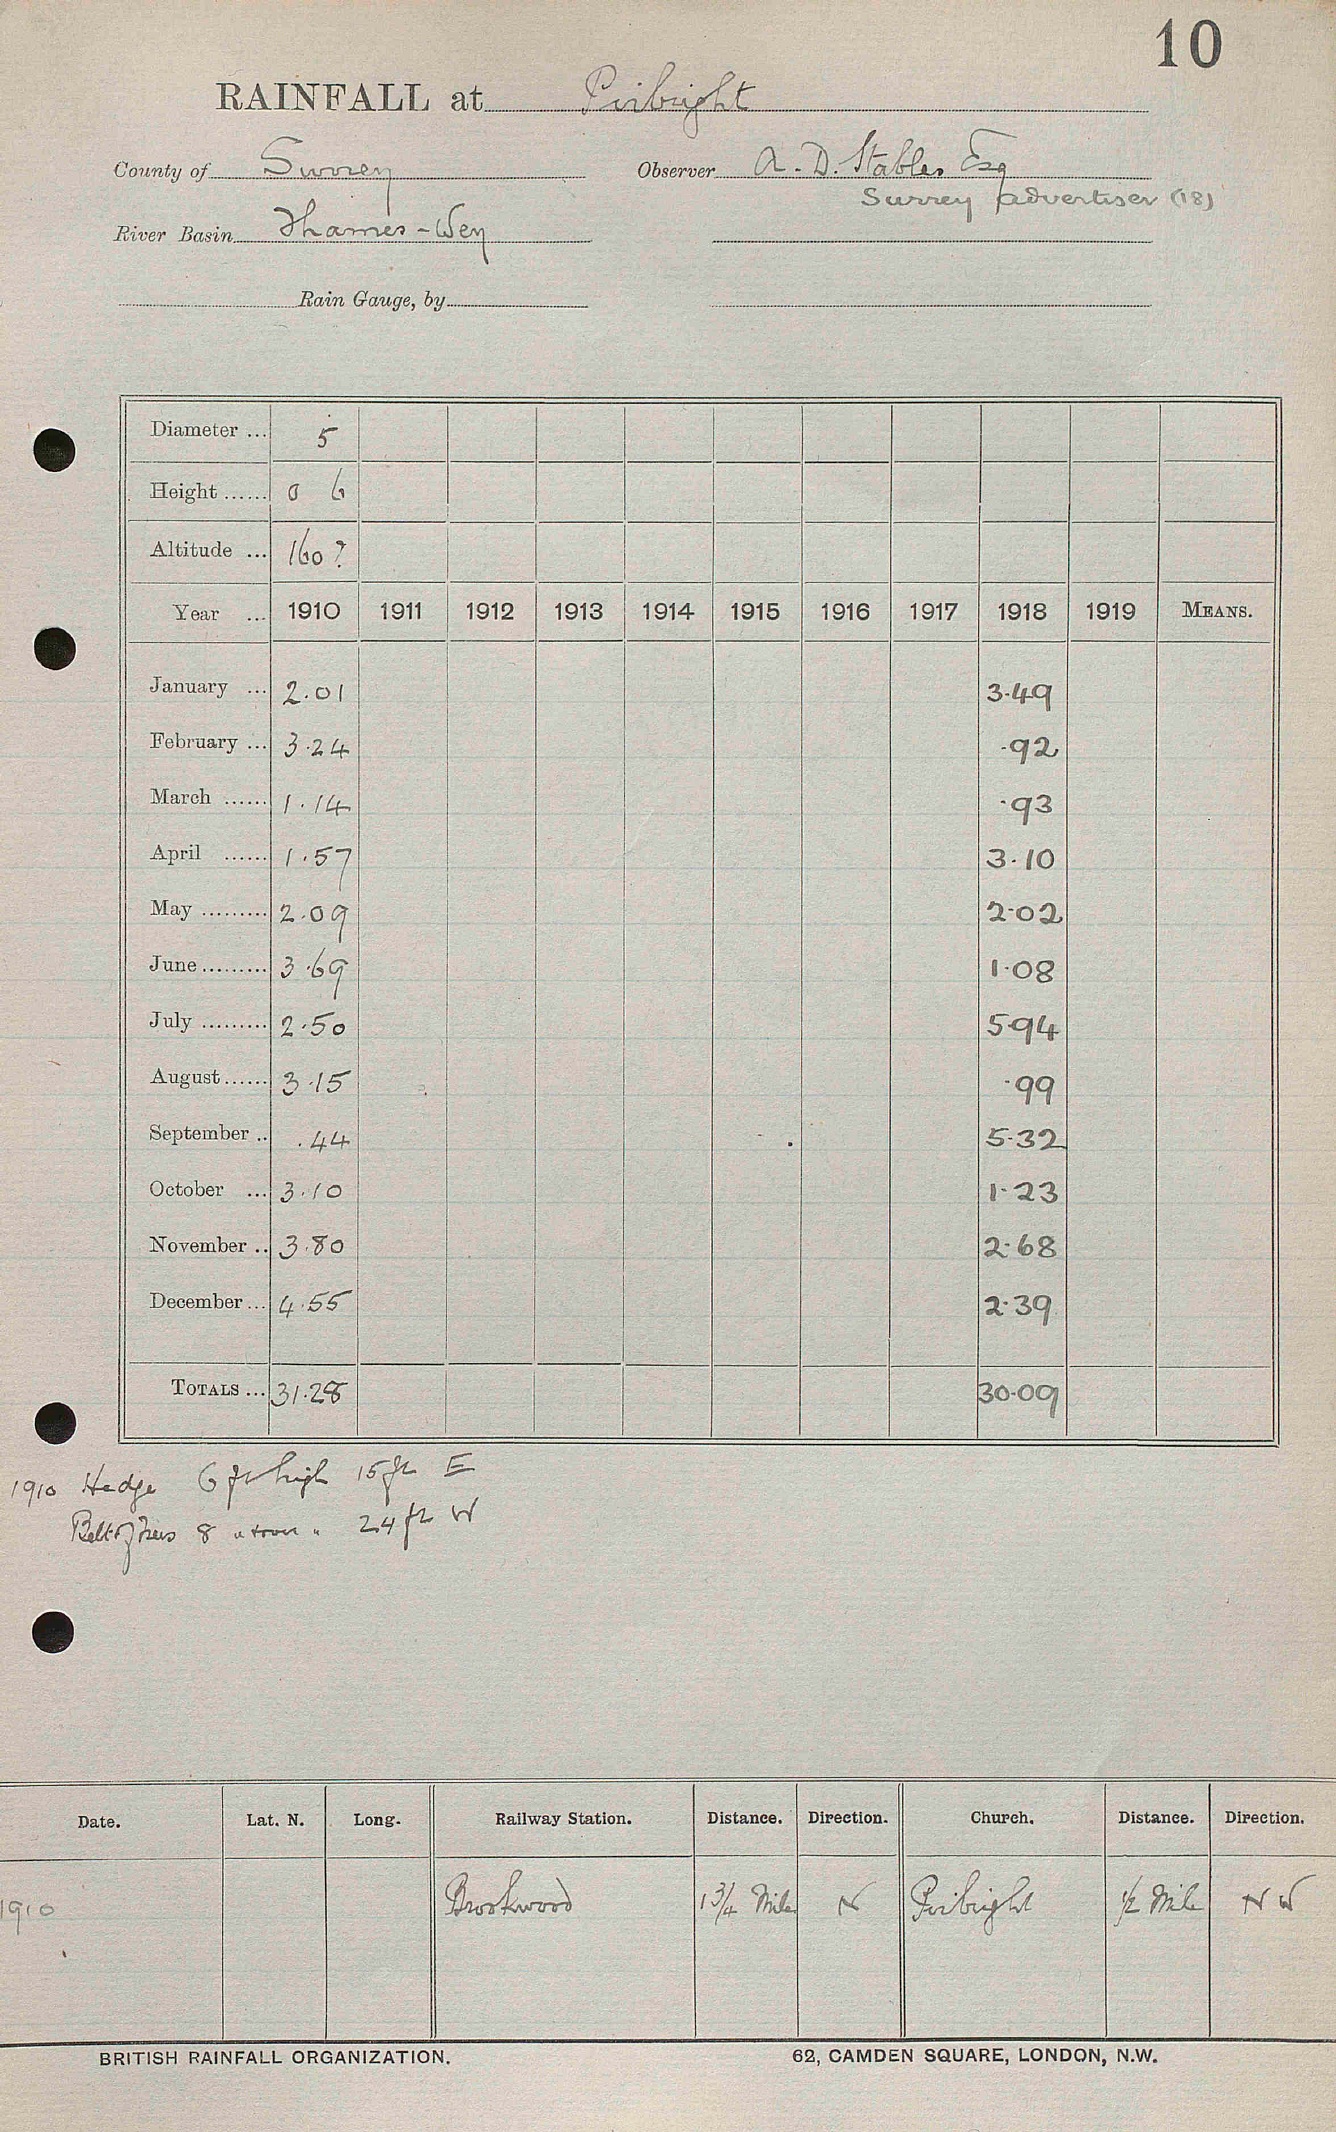 10
RAINFALL at Pirbright
County of Surrey Observer A. D. Stables Esq
Surrey Advertiser (18)
River Basin Thames-Wey
Rain Gauge, by
Diameter ... 5
Height ...... 0 6
Altitude ... 160?
Year ... 1910 1911 1912 1913 1914 1915 1916 1917 1918 1919 MEANS.
January ... 2.01 3.49
February ... 3.24 .92
March ...... 1.14 .93
April ...... 1.57 3.10
May ......... 2.09 2.02
June ......... 3.69 1.08
July ......... 2.50 5.94
August ...... 3.15 .99
September .. .44 5.32
October ... 3.10 1.23
November .. 3.80 2.68
December ... 4.55 2.39
TOTALS ... 31.28 30.09
1910 Hedge 6 ft high 15 ft E
Belt of Trees 8 " 24 ft W
Date. Lat. N. Long. Railway Station. Distance. Direction. Church. Distance. Direction.
1910 Brookwood 1 3/4 Mile N Pirbright 1/2 Mile N W
BRITISH RAINFALL ORGANIZATION. 62, CAMDEN SQUARE, LONDON, N.W.